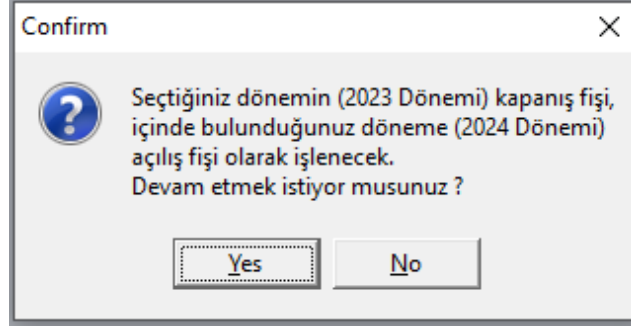 Confirm
Seçtiğiniz dönemin (2023 Dönemi) kapanış fişi,
içinde bulunduğunuz döneme (2024 Dönemi)
açılış fişi olarak işlenecek.
Devam etmek istiyor musunuz ?
Yes
No